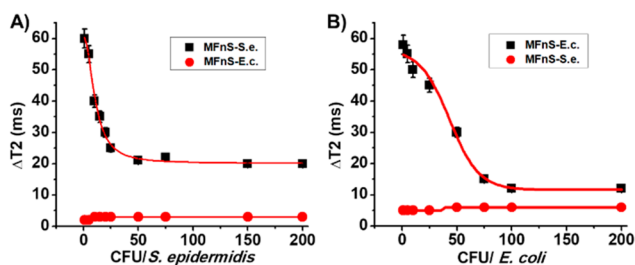 A)
ΔT2 (ms)
60
50
40
30
20
10
0
MFnS-S.e.
MFnS-E.c.
0 50 100 150 200
CFU/S. epidermidis
B)
ΔT2 (ms)
60
50
40
30
20
10
0
MFnS-E.c.
MFnS-S.e.
0 50 100 150 200
CFU/ E. coli